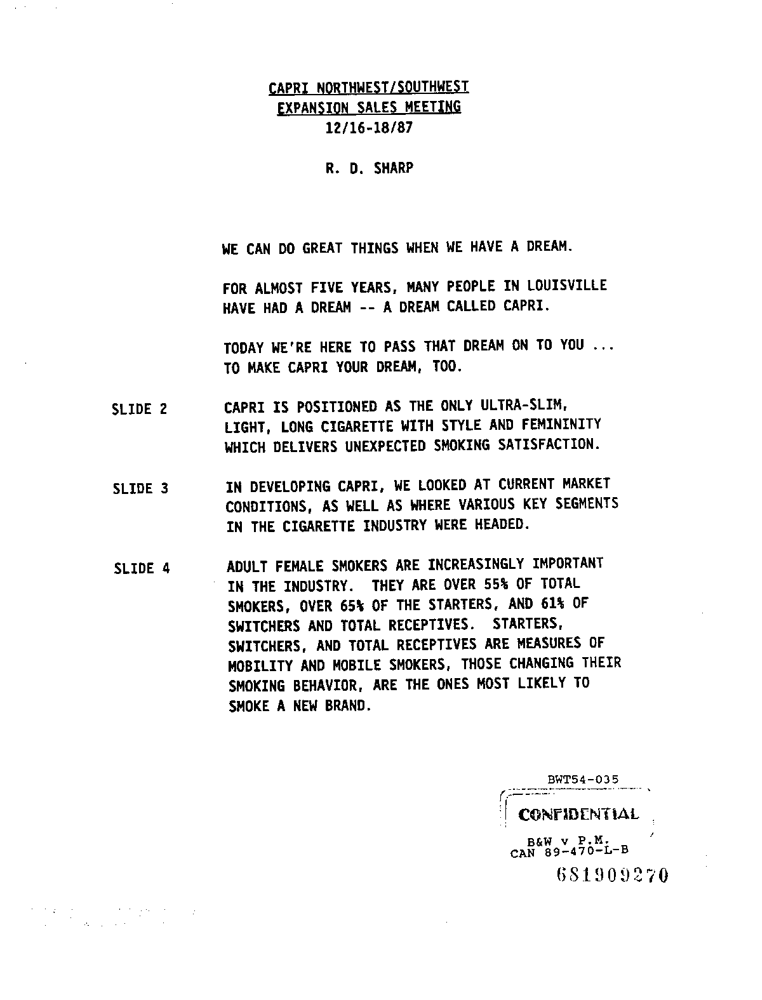 CAPRI NORTHWEST/SOUTHWEST
EXPANSION SALES MEETING
12/16-18/87
R. D. SHARP
WE CAN DO GREAT THINGS WHEN WE HAVE A DREAM.
FOR ALMOST FIVE YEARS, MANY PEOPLE IN LOUISVILLE
HAVE HAD A DREAM -- A DREAM CALLED CAPRI.
TODAY WE'RE HERE TO PASS THAT DREAM ON TO YOU ...
TO MAKE CAPRI YOUR DREAM, TOO.
SLIDE 2 CAPRI IS POSITIONED AS THE ONLY ULTRA-SLIM,
LIGHT, LONG CIGARETTE WITH STYLE AND FEMININITY
WHICH DELIVERS UNEXPECTED SMOKING SATISFACTION.
SLIDE 3 IN DEVELOPING CAPRI, WE LOOKED AT CURRENT MARKET
CONDITIONS, AS WELL AS WHERE VARIOUS KEY SEGMENTS
IN THE CIGARETTE INDUSTRY WERE HEADED.
SLIDE 4 ADULT FEMALE SMOKERS ARE INCREASINGLY IMPORTANT
IN THE INDUSTRY. THEY ARE OVER 55% OF TOTAL
SMOKERS, OVER 65% OF THE STARTERS, AND 61% OF
SWITCHERS AND TOTAL RECEPTIVES. STARTERS,
SWITCHERS, AND TOTAL RECEPTIVES ARE MEASURES OF
MOBILITY AND MOBILE SMOKERS, THOSE CHANGING THEIR
SMOKING BEHAVIOR, ARE THE ONES MOST LIKELY TO
SMOKE A NEW BRAND.
BWT54-035
CONFIDENTIAL
B&W v P.M.
CAN 89-470-L-B
681909270